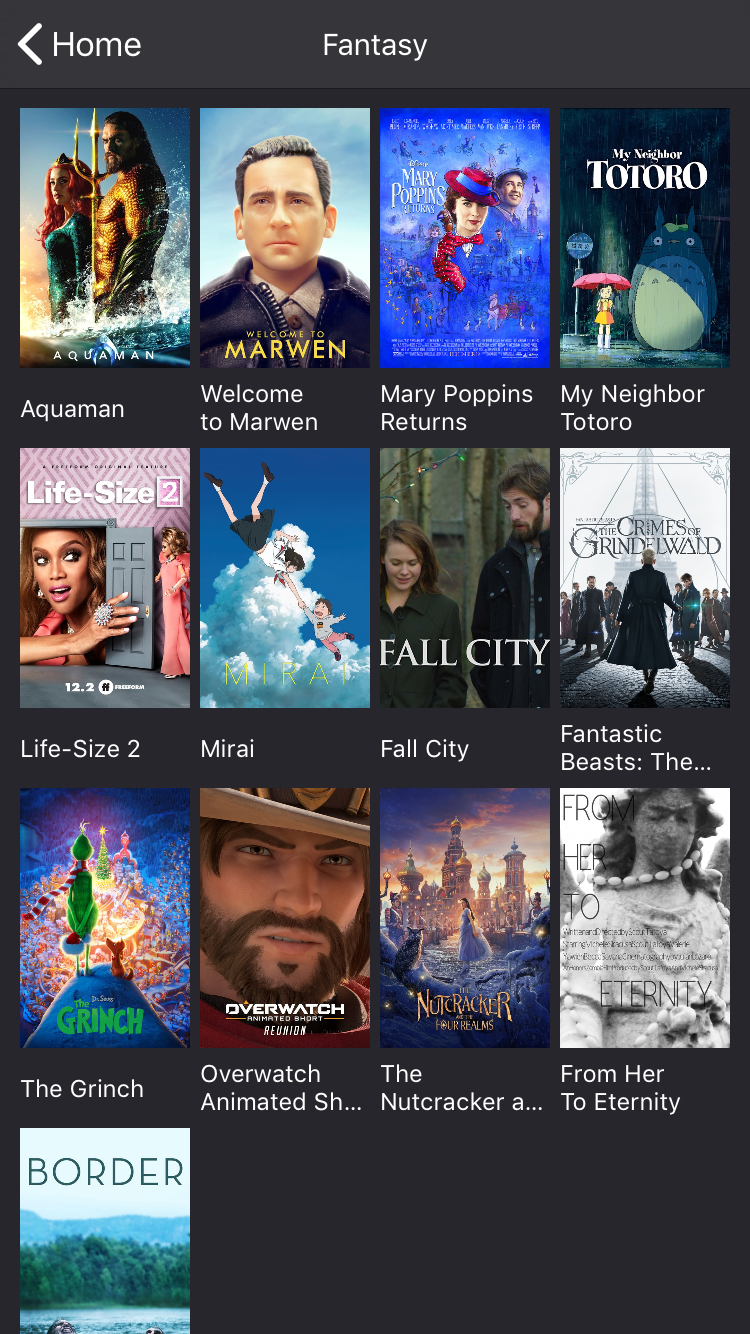 Home
Fantasy
AQUAMAN
WELCOME TO
MARWEN
Disney
MARY
POPPINS
RETURNS
My Neighbor
TOTORO
Aquaman
Welcome
to Marwen
Mary Poppins
Returns
My Neighbor
Totoro
A FREEFORM ORIGINAL FEATURE
Life-Size 2
12.2 FREEFORM
MIRAI
FALL CITY
THE CRIMES OF
GRINDELWALD
Life-Size 2
Mirai
Fall City
Fantastic
Beasts: The...
Dr. Seuss'
The
GRINCH
OVERWATCH
ANIMATED SHORT
REUNION
THE
NUTCRACKER
AND THE
FOUR REALMS
FROM
HER
TO
ETERNITY
The Grinch
Overwatch
Animated Sh...
The
Nutcracker a...
From Her
To Eternity
BORDER